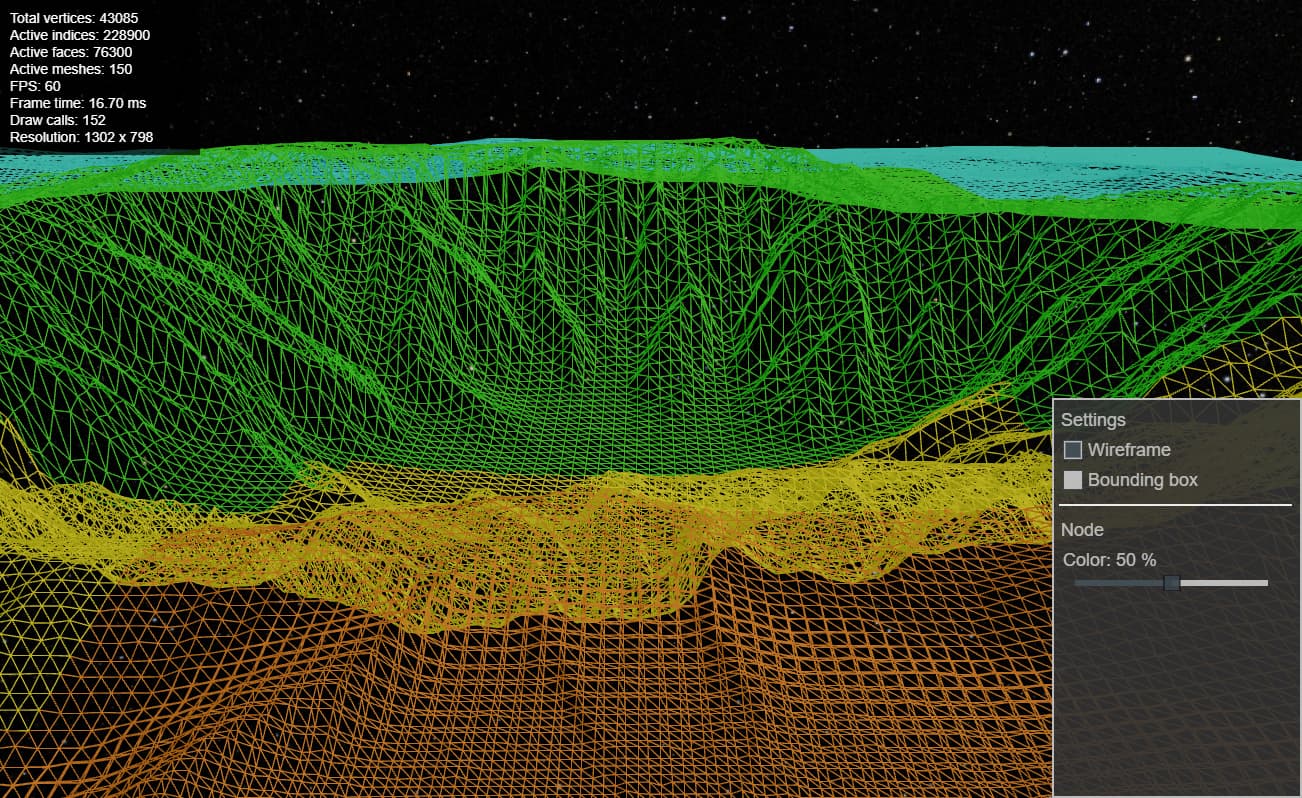 Total vertices: 43085
Active indices: 228900
Active faces: 76300
Active meshes: 150
FPS: 60
Frame time: 16.70 ms
Draw calls: 152
Resolution: 1302 x 798
Settings
Wireframe
Bounding box
Node
Color: 50 %